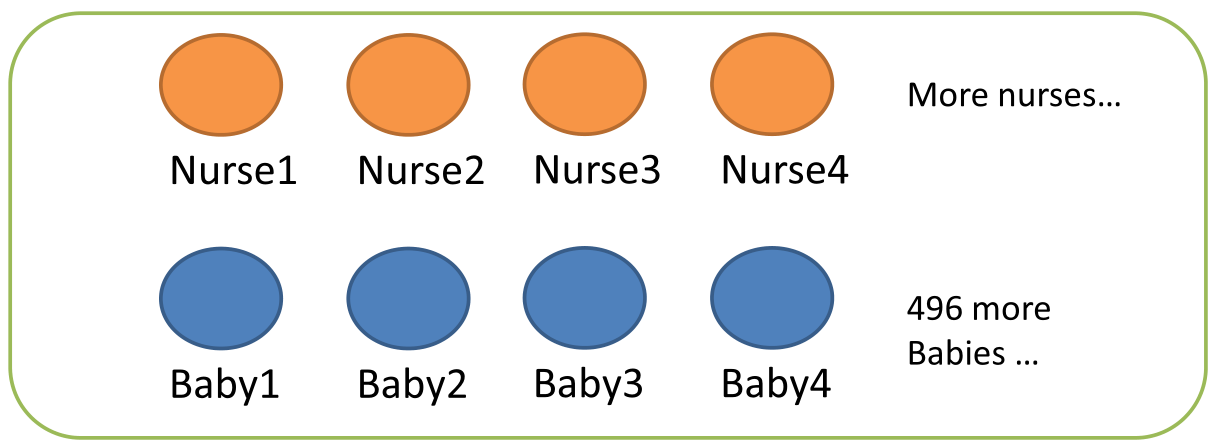 More nurses…
Nurse1 Nurse2 Nurse3 Nurse4
496 more
Babies …
Baby1 Baby2 Baby3 Baby4